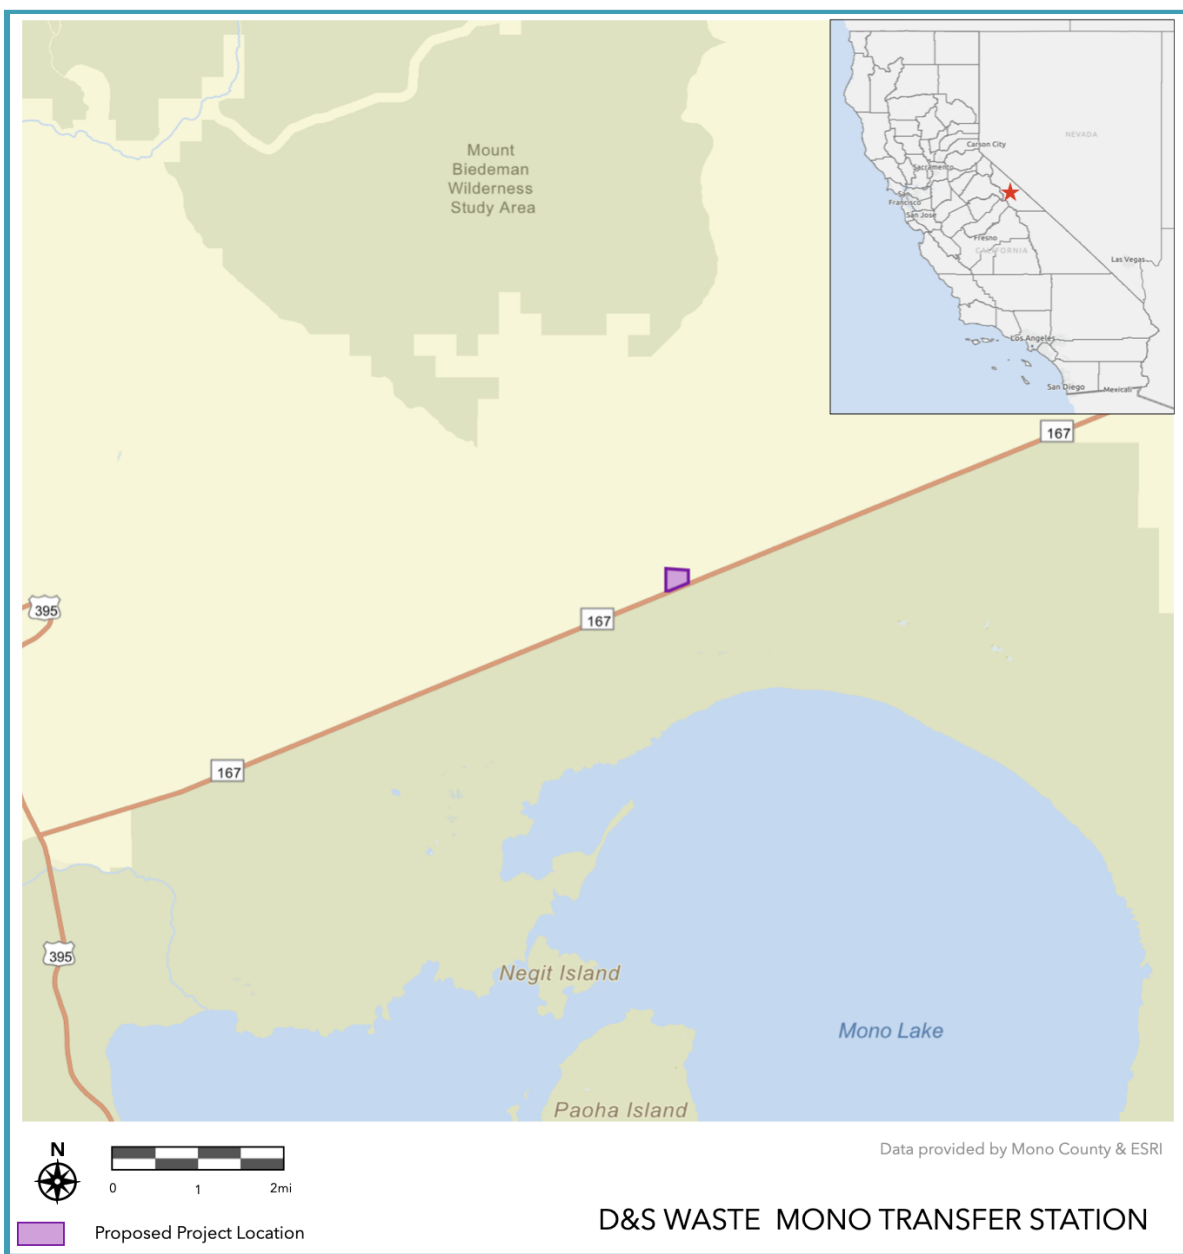 Mount
Biedeman
Wilderness
Study Area
NEVADA
Carson City
Sacramento
San
Francisco
San Jose
Fresno
CALIFORNIA
Las Vegas
Los Angeles
San Diego
Mexicali
167
395
167
167
395
Negit Island
Mono Lake
Paoha Island
N
0 1 2mi
Data provided by Mono County & ESRI
Proposed Project Location
D&S WASTE MONO TRANSFER STATION